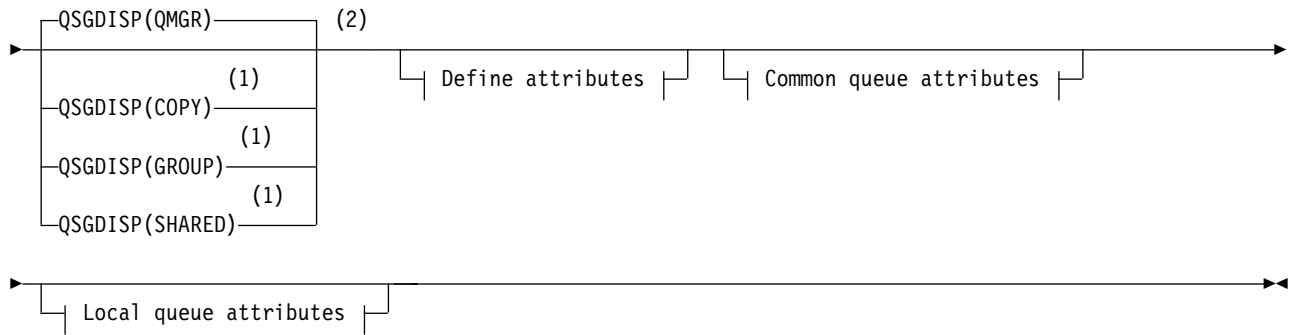 QSGDISP(QMGR) (2)
(1)
Define attributes Common queue attributes
QSGDISP(COPY)
(1)
QSGDISP(GROUP)
(1)
QSGDISP(SHARED)
Local queue attributes